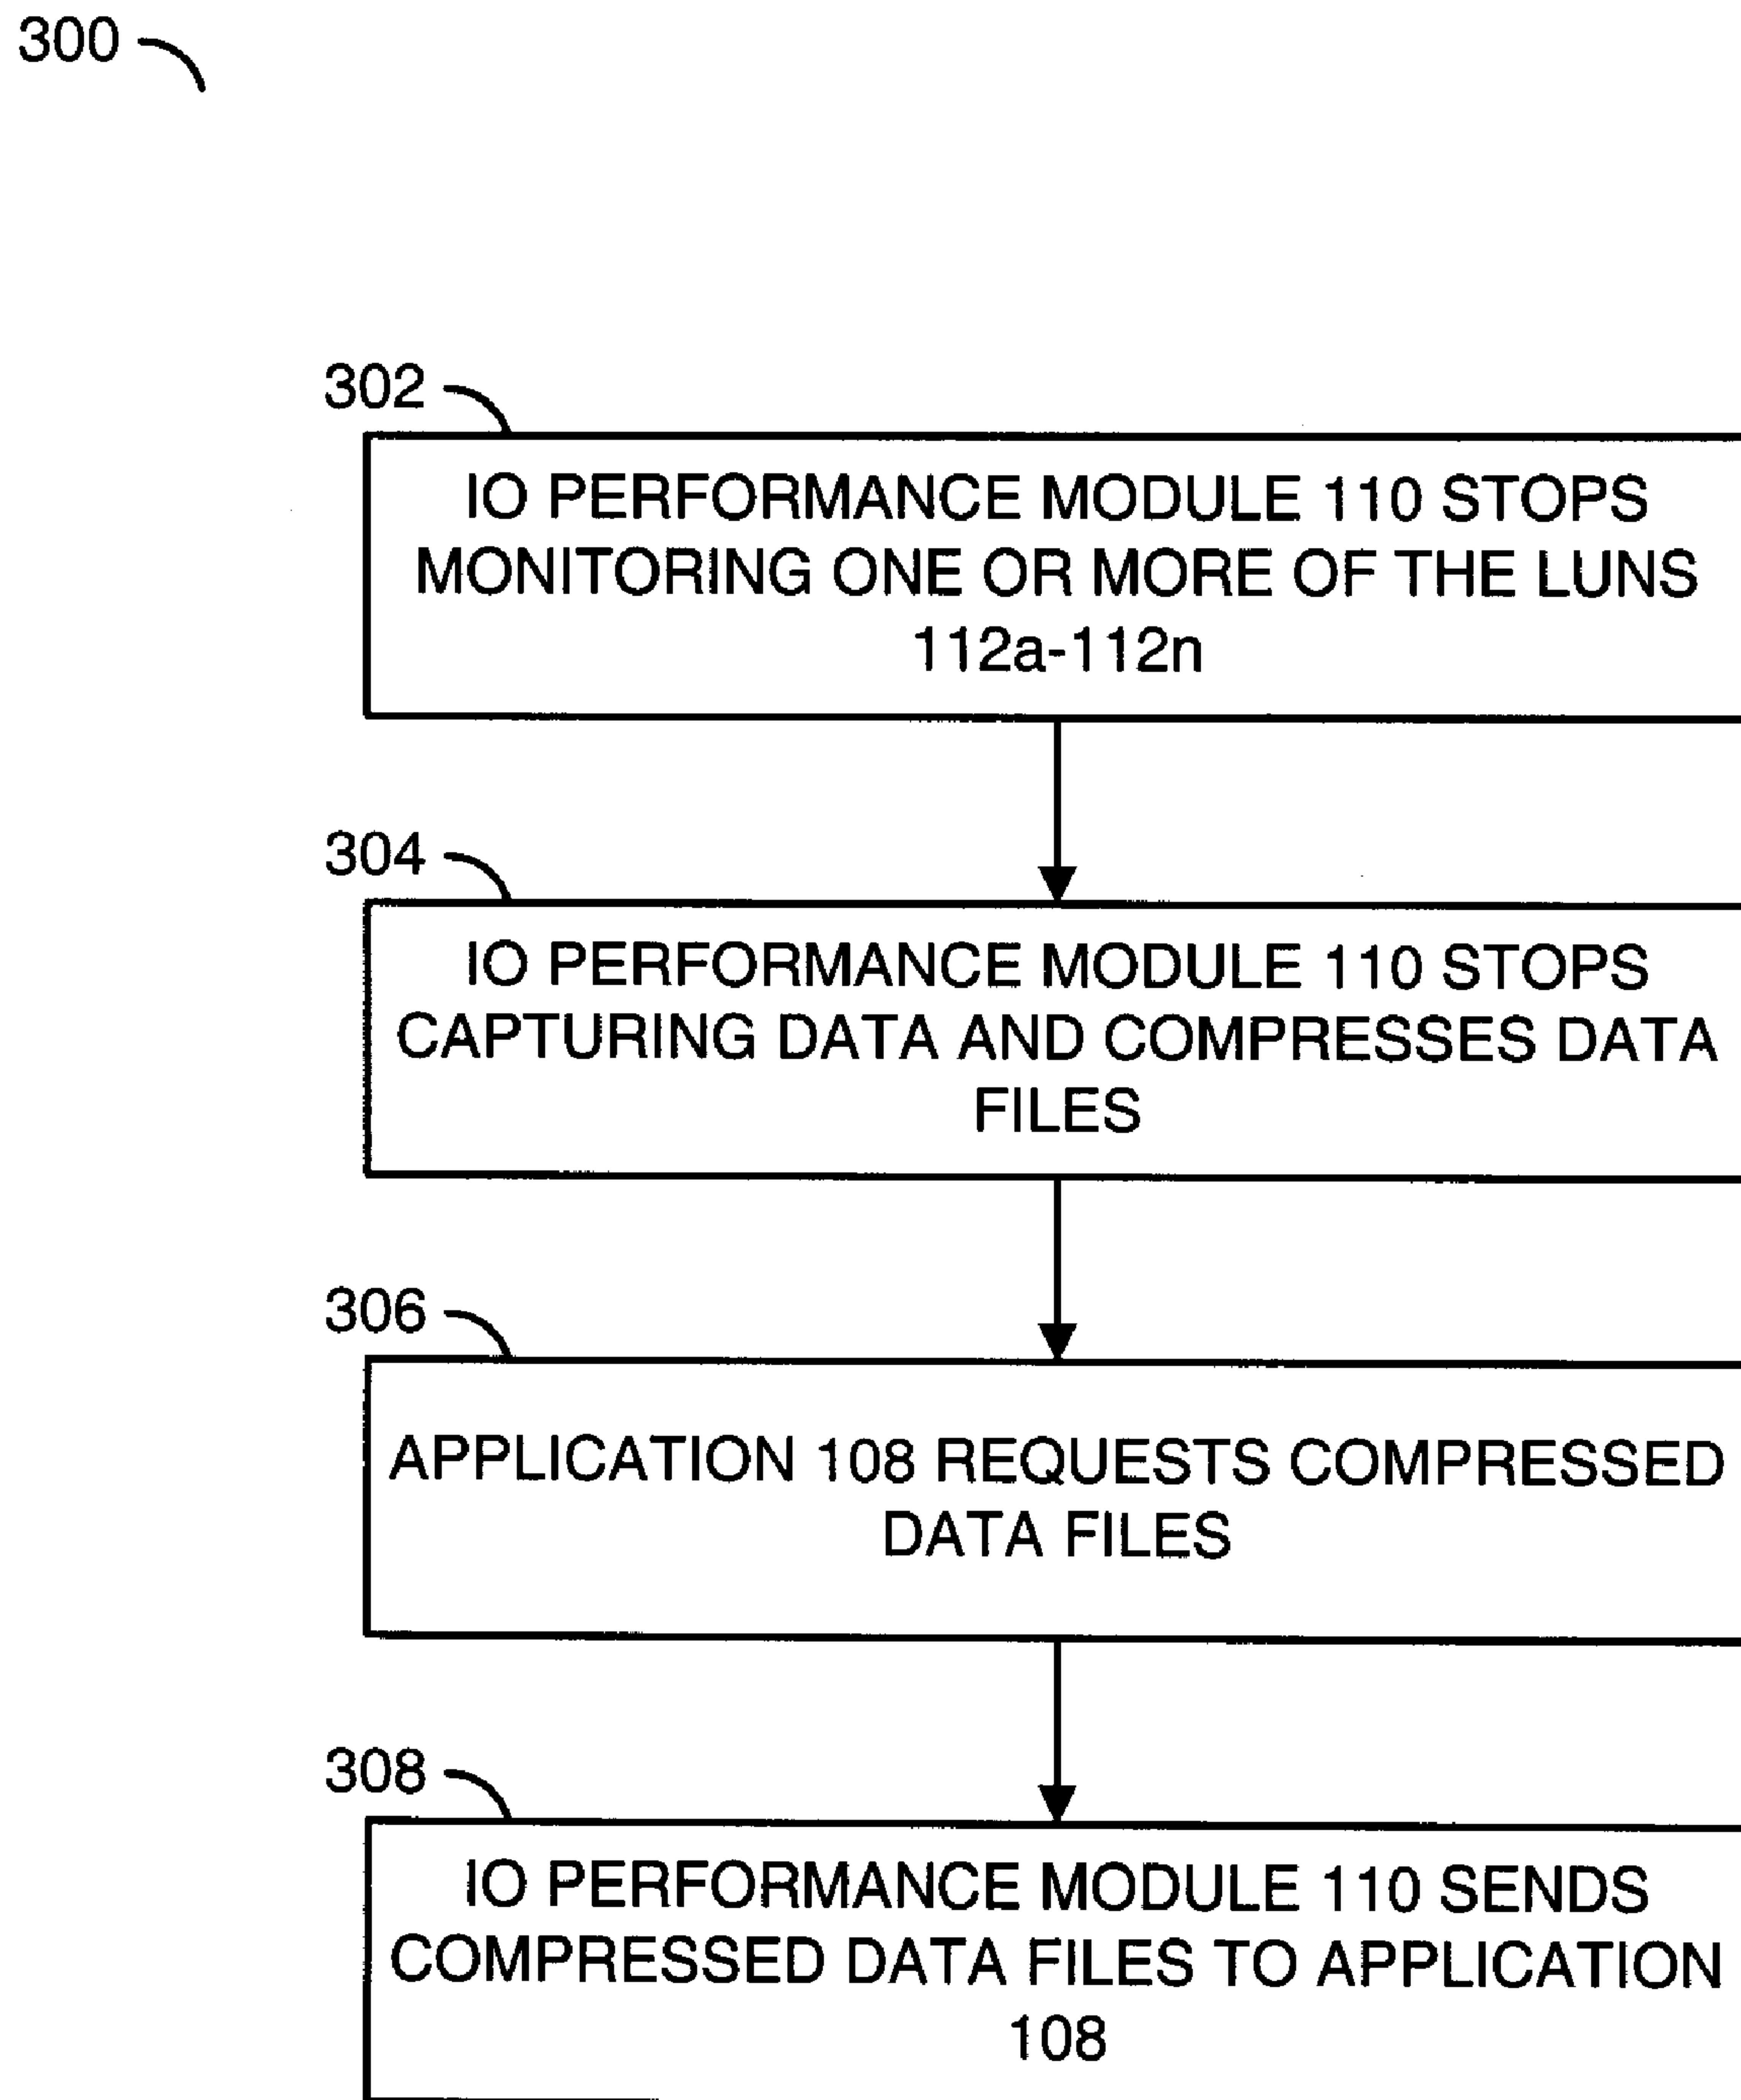 300
302
IO PERFORMANCE MODULE 110 STOPS
MONITORING ONE OR MORE OF THE LUNS
112a-112n
304
IO PERFORMANCE MODULE 110 STOPS
CAPTURING DATA AND COMPRESSES DATA
FILES
306
APPLICATION 108 REQUESTS COMPRESSED
DATA FILES
308
IO PERFORMANCE MODULE 110 SENDS
COMPRESSED DATA FILES TO APPLICATION
108